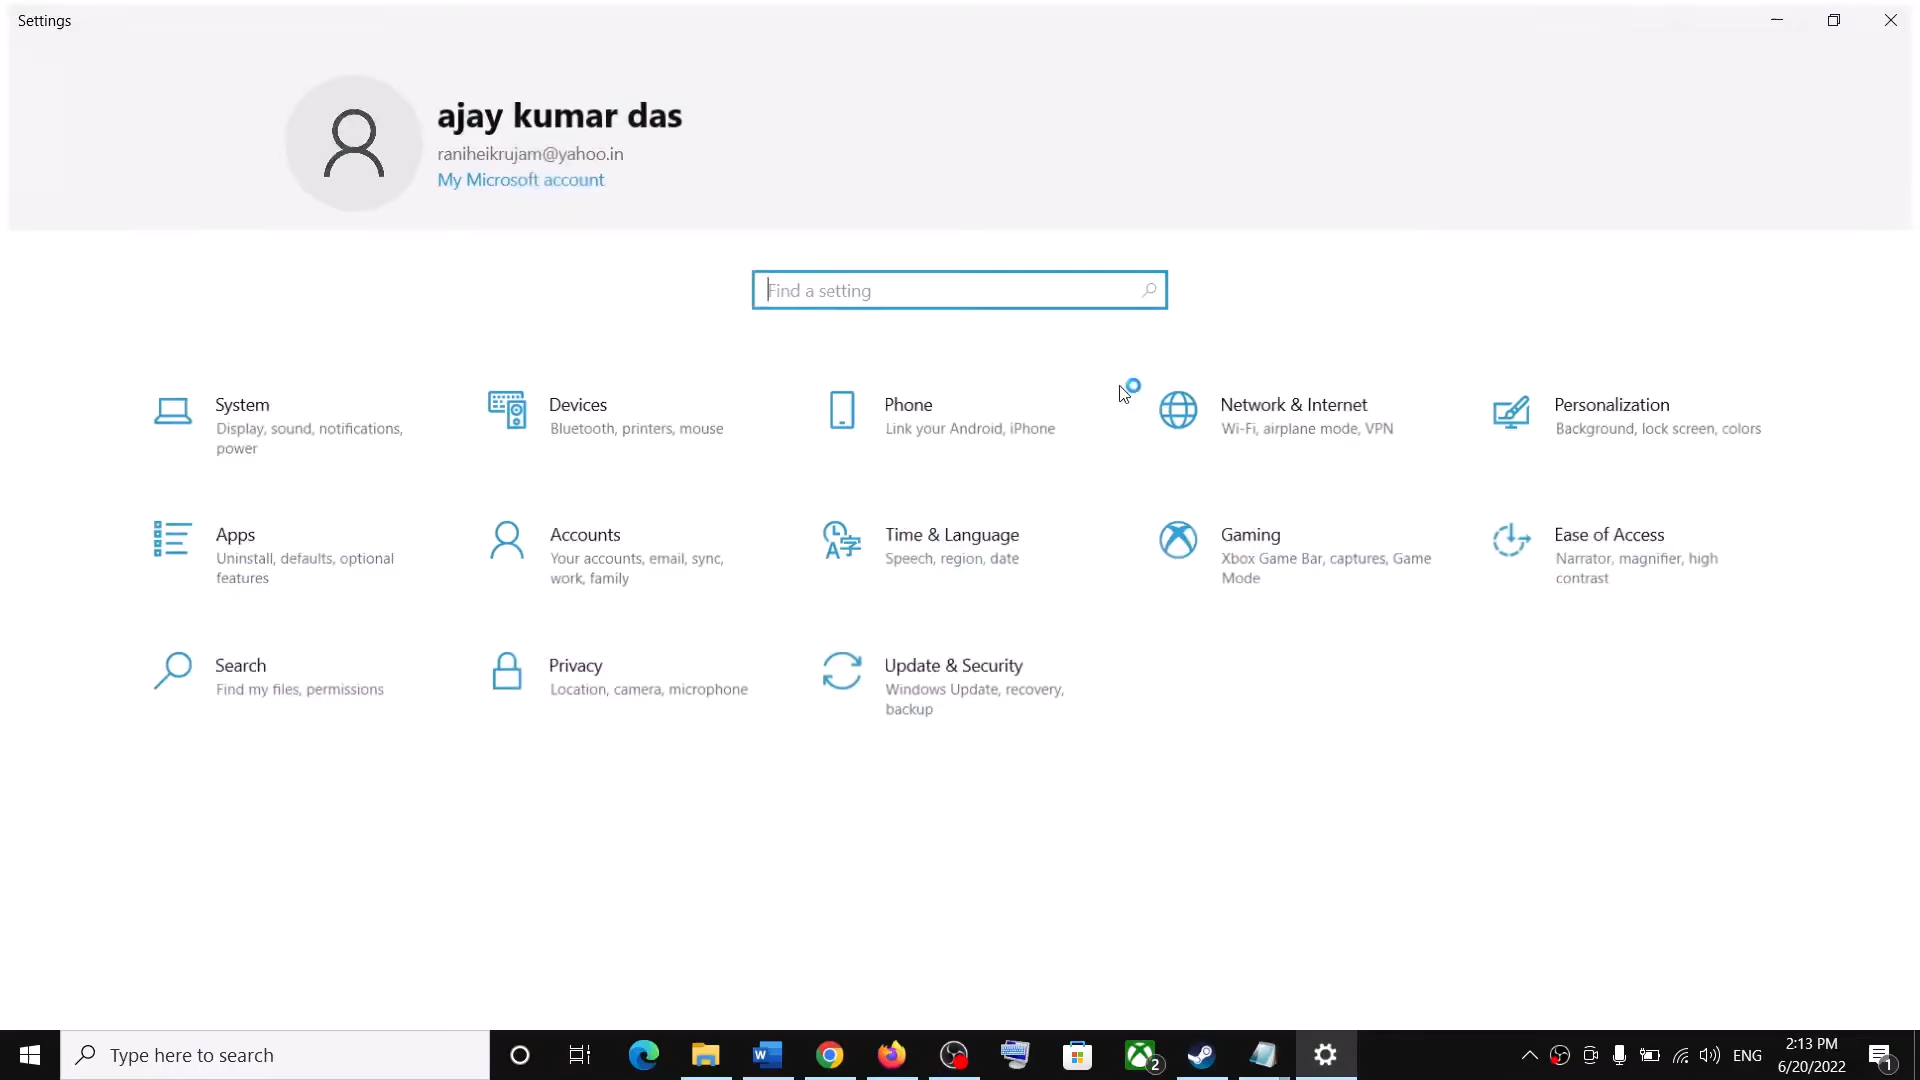 Settings
ajay kumar das
raniheikrujam@yahoo.in
My Microsoft account
Find a setting
System
Display, sound, notifications,
power
Devices
Bluetooth, printers, mouse
Phone
Link your Android, iPhone
Network & Internet
Wi-Fi, airplane mode, VPN
Personalization
Background, lock screen, colors
Apps
Uninstall, defaults, optional
features
Accounts
Your accounts, email, sync,
work, family
Time & Language
Speech, region, date
Gaming
Xbox Game Bar, captures, Game
Mode
Ease of Access
Narrator, magnifier, high
contrast
Search
Find my files, permissions
Privacy
Location, camera, microphone
Update & Security
Windows Update, recovery,
backup
Type here to search
2
ENG
2:13 PM
6/20/2022
1